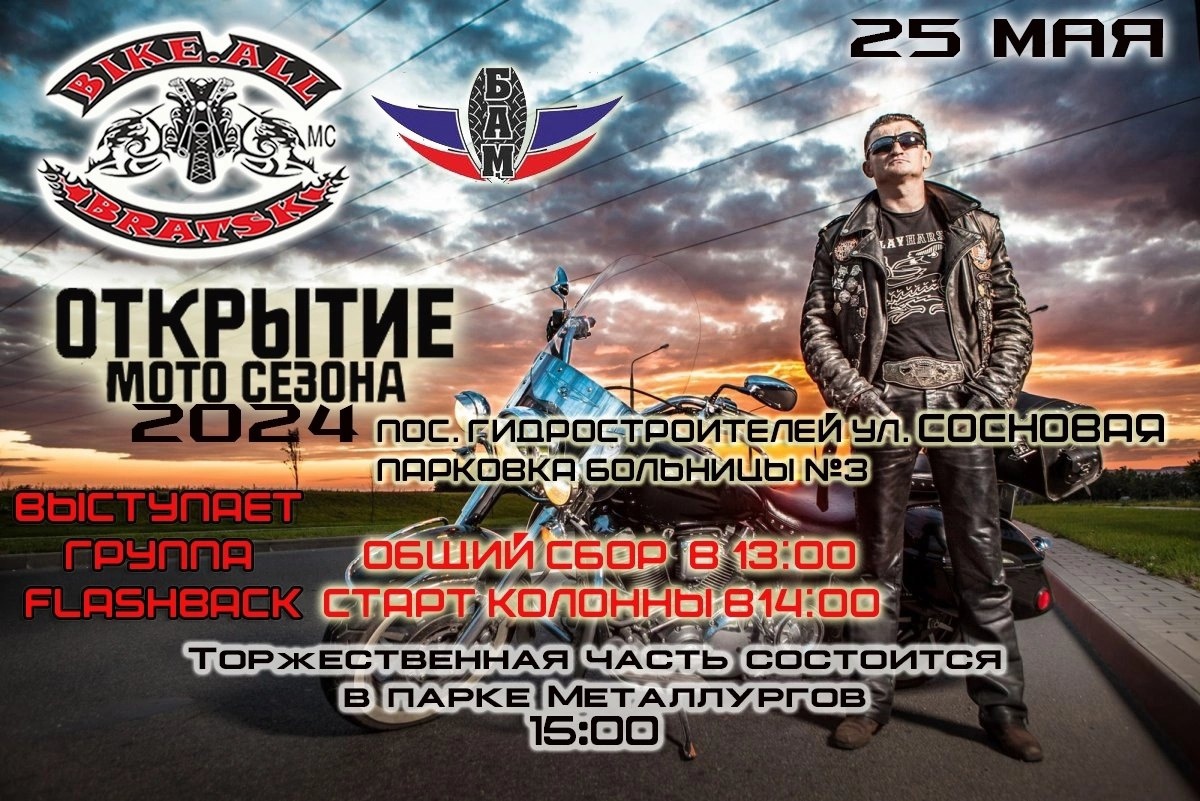 BIKE.ALL
MC
BRATSK
БАМ
25 МАЯ
ОТКРЫТИЕ
МОТО СЕЗОНА
2024
ПОС. ГИДРОСТРОИТЕЛЕЙ УЛ. СОСНОВАЯ
ПАРКОВКА БОЛЬНИЦЫ №3
ВЫСТУПАЕТ
ГРУППА
FLASHBACK
ОБЩИЙ СБОР В 13:00
СТАРТ КОЛОННЫ В14:00
Торжественная часть состоится
в парке Металлургов
15:00